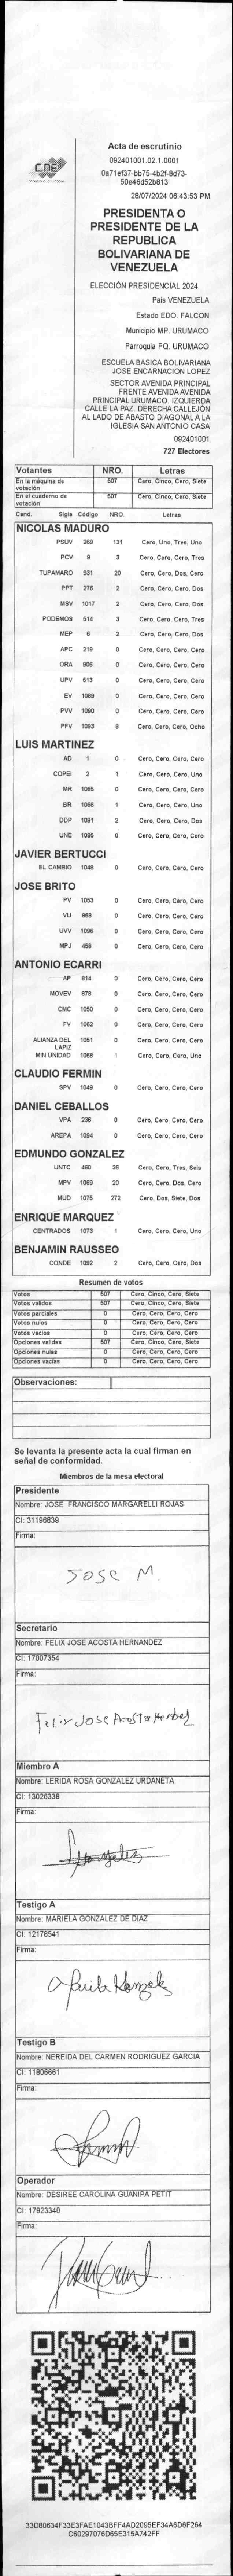 CNE
Acta de escrutinio
092401001.02.1.0001
0a71ef37-bb75-4b2f-8d73-
50e46d52b813
28/07/2024 06:43:53 PM
PRESIDENTA O
PRESIDENTE DE LA
REPUBLICA
BOLIVARIANA DE
VENEZUELA
ELECCIÓN PRESIDENCIAL 2024
Pais VENEZUELA
Estado EDO. FALCON
Municipio MP. URUMACO
Parroquia PQ. URUMACO
ESCUELA BASICA BOLIVARIANA
JOSE ENCARNACION LOPEZ
SECTOR AVENIDA PRINCIPAL
FRENTE AVENIDA AVENIDA
PRINCIPAL URUMACO. IZQUIERDA
CALLE LA PAZ. DERECHA CALLEJÓN
AL LADO DE ABASTO DIAGONAL A LA
IGLESIA SAN ANTONIO CASA
092401001
727 Electores
Votantes NRO. Letras
En la máquina de votación 507 Cero, Cinco, Cero, Siete
En el cuaderno de votación 507 Cero, Cinco, Cero, Siete
Cand. Sigla Código NRO. Letras
NICOLAS MADURO
PSUV 269 131 Cero, Uno, Tres, Uno
PCV 9 3 Cero, Cero, Cero, Tres
TUPAMARO 931 20 Cero, Cero, Dos, Cero
PPT 276 2 Cero, Cero, Cero, Dos
MSV 1017 2 Cero, Cero, Cero, Dos
PODEMOS 514 3 Cero, Cero, Cero, Tres
MEP 6 2 Cero, Cero, Cero, Dos
APC 219 0 Cero, Cero, Cero, Cero
ORA 906 0 Cero, Cero, Cero, Cero
UPV 513 0 Cero, Cero, Cero, Cero
EV 1089 0 Cero, Cero, Cero, Cero
PVV 1090 0 Cero, Cero, Cero, Cero
PFV 1093 8 Cero, Cero, Cero, Ocho
LUIS MARTINEZ
AD 1 0 Cero, Cero, Cero, Cero
COPEI 2 1 Cero, Cero, Cero, Uno
MR 1065 0 Cero, Cero, Cero, Cero
BR 1066 1 Cero, Cero, Cero, Uno
DDP 1091 2 Cero, Cero, Cero, Dos
UNE 1096 0 Cero, Cero, Cero, Cero
JAVIER BERTUCCI
EL CAMBIO 1048 0 Cero, Cero, Cero, Cero
JOSE BRITO
PV 1053 0 Cero, Cero, Cero, Cero
VU 868 0 Cero, Cero, Cero, Cero
UVV 1096 0 Cero, Cero, Cero, Cero
MPJ 458 0 Cero, Cero, Cero, Cero
ANTONIO ECARRI
AP 914 0 Cero, Cero, Cero, Cero
MOVEV 979 0 Cero, Cero, Cero, Cero
CMC 1050 0 Cero, Cero, Cero, Cero
FV 1062 0 Cero, Cero, Cero, Cero
ALIANZA DEL LAPIZ 1051 0 Cero, Cero, Cero, Cero
MIN UNIDAD 1068 1 Cero, Cero, Cero, Uno
CLAUDIO FERMIN
SPV 1049 0 Cero, Cero, Cero, Cero
DANIEL CEBALLOS
VPA 236 0 Cero, Cero, Cero, Cero
AREPA 1094 0 Cero, Cero, Cero, Cero
EDMUNDO GONZALEZ
UNTC 460 36 Cero, Cero, Tres, Seis
MPV 1069 20 Cero, Cero, Dos, Cero
MUD 1075 272 Cero, Dos, Siete, Dos
ENRIQUE MARQUEZ
CENTRADOS 1073 1 Cero, Cero, Cero, Uno
BENJAMIN RAUSSEO
CONDE 1092 2 Cero, Cero, Cero, Dos
Resumen de votos
Votos 507 Cero, Cinco, Cero, Siete
Votos validos 507 Cero, Cinco, Cero, Siete
Votos parciales 0 Cero, Cero, Cero, Cero
Votos nulos 0 Cero, Cero, Cero, Cero
Votos vacios 0 Cero, Cero, Cero, Cero
Opciones validas 507 Cero, Cinco, Cero, Siete
Opciones nulas 0 Cero, Cero, Cero, Cero
Opciones vacias 0 Cero, Cero, Cero, Cero
Observaciones:
Se levanta la presente acta la cual firman en
señal de conformidad.
Miembros de la mesa electoral
Presidente
Nombre: JOSE FRANCISCO MARGARELLI ROJAS
CI: 31196839
Firma:
JOSE M
Secretario
Nombre: FELIX JOSE ACOSTA HERNANDEZ
CI: 17007354
Firma:
Felix Jose Acosta
Miembro A
Nombre: LERIDA ROSA GONZALEZ URDANETA
CI: 13026338
Firma:
Testigo A
Nombre: MARIELA GONZALEZ DE DIAZ
CI: 12178541
Firma:
Testigo B
Nombre: NEREIDA DEL CARMEN RODRIGUEZ GARCIA
CI: 11806661
Firma:
Operador
Nombre: DESIREE CAROLINA GUANIPA PETIT
CI: 17923340
Firma:
33D80634F33E3FAE1043BFF4AD2095EF34A6D6F264
C60297076D65E315A742FF